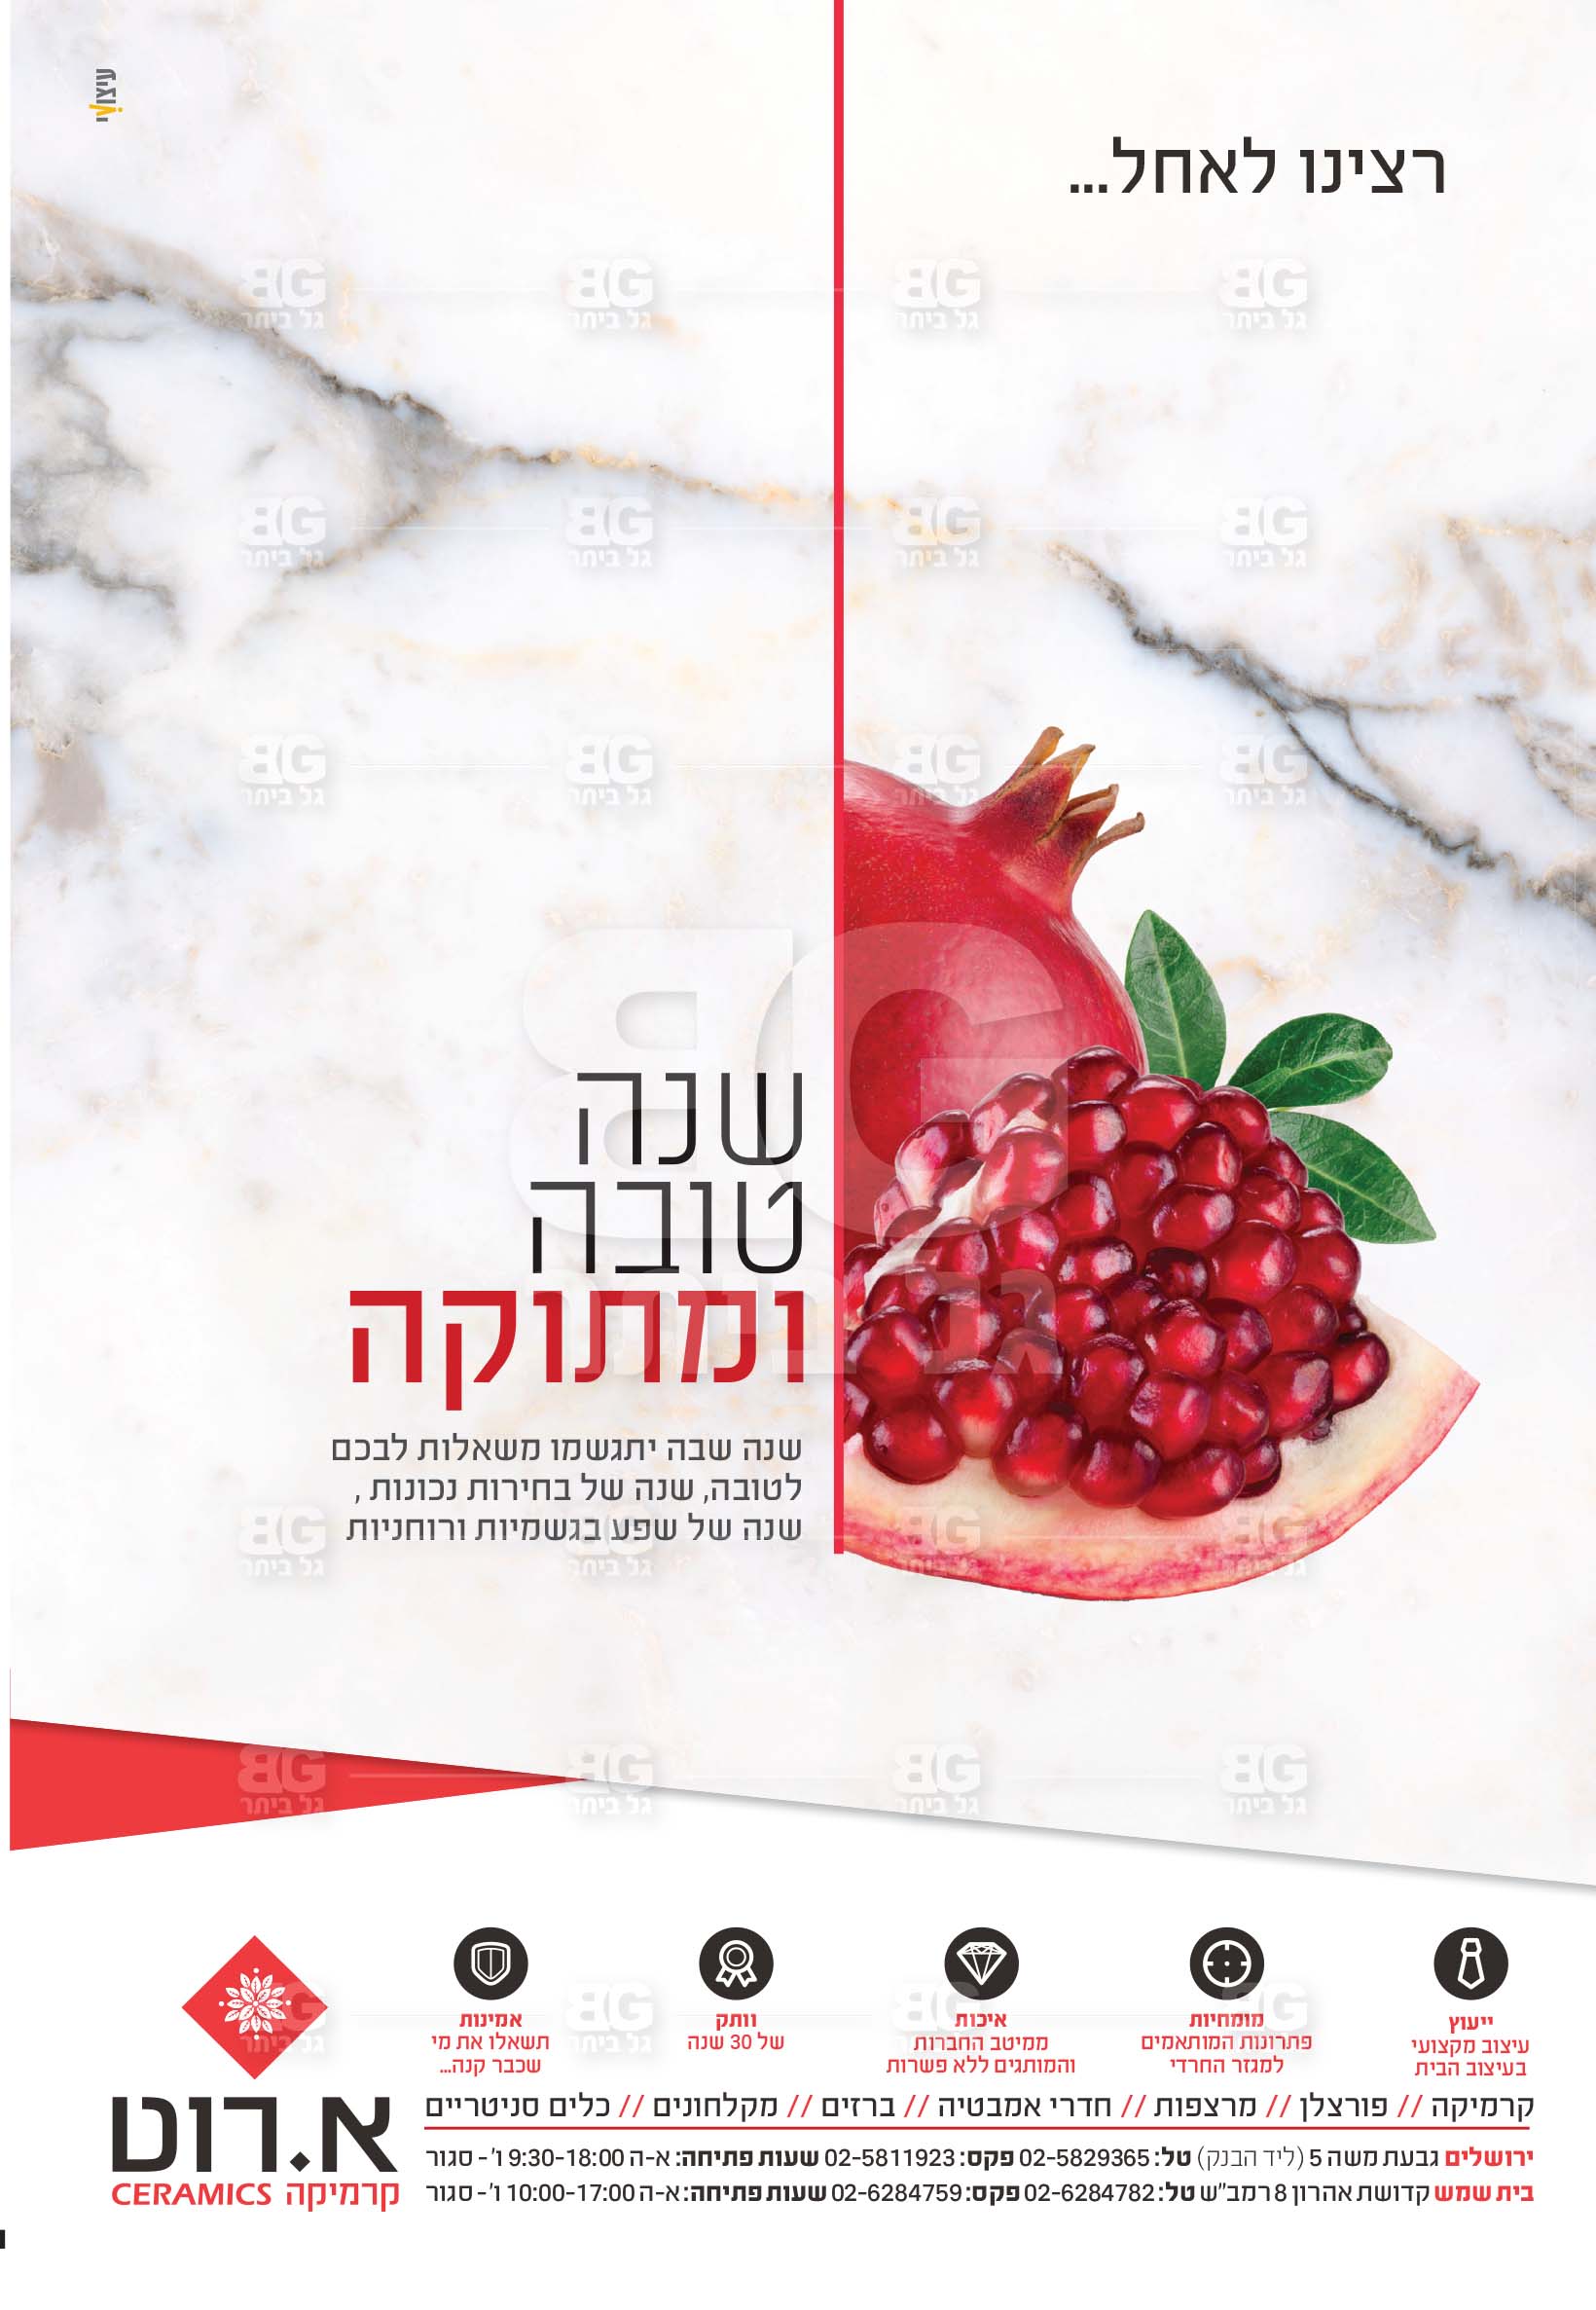 עיצובי
רצינו לאחל...
שנה
טובה
ומתוקה
שנה שבה יתגשמו משאלות לבכם
לטובה, שנה של בחירות נכונות ,
שנה של שפע בגשמיות ורוחניות
ייעוץ
עיצוב מקצועי
בעיצוב הבית
מומחיות
פתרונות המותאמים
למגזר החרדי
איכות
ממיטב החברות
והמותגים ללא פשרות
וותק
של 30 שנה
אמינות
תשאלו את מי
שכבר קנה...
קרמיקה // פורצלן // מרצפות // חדרי אמבטיה // ברזים // מקלחונים // כלים סניטריים
ירושלים גבעת משה 5 (ליד הבנק) טל: 02-5829365 פקס: 02-5811923 שעות פתיחה: א-ה 9:30-18:00 ו' - סגור
בית שמש קדושת אהרון 8 רמב"ש טל: 02-6284782 פקס: 02-6284759 שעות פתיחה: א-ה 10:00-17:00 ו' - סגור
א.רוט
קרמיקה CERAMICS
BG
גל ביתר